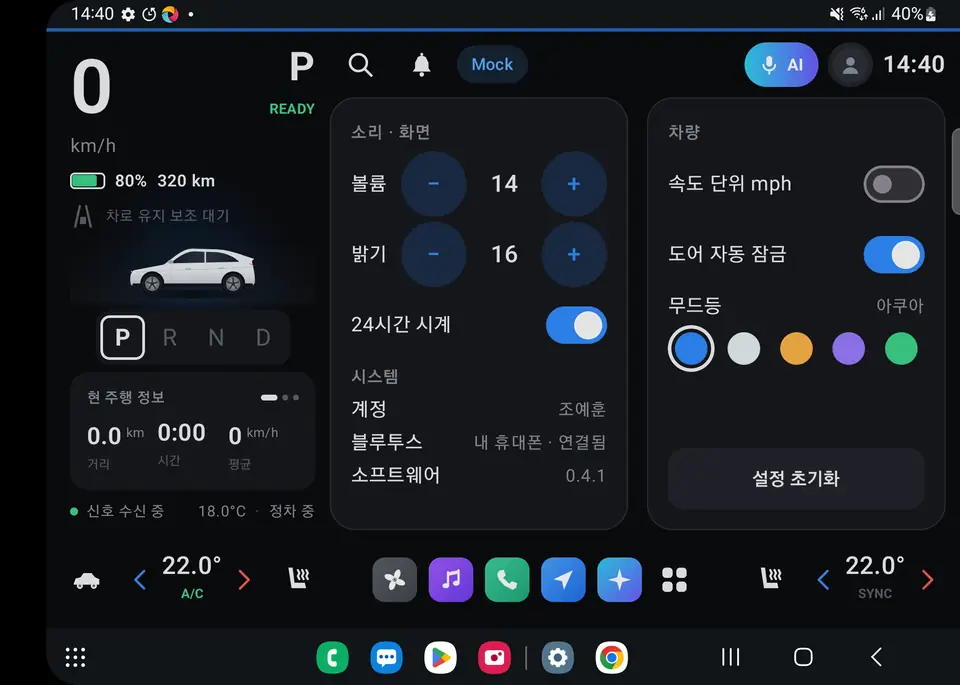 14:40
40%
0
P
READY
km/h
80% 320 km
차로 유지 보조 대기
P R N D
현 주행 정보
0.0 km 0:00 0 km/h
거리 시간 평균
신호 수신 중 18.0°C · 정차 중
Mock
AI
14:40
소리 · 화면
볼륨 − 14 +
밝기 − 16 +
24시간 시계
시스템
계정 조예훈
블루투스 내 휴대폰 · 연결됨
소프트웨어 0.4.1
차량
속도 단위 mph
도어 자동 잠금
무드등 아쿠아
설정 초기화
22.0°
A/C
22.0°
SYNC